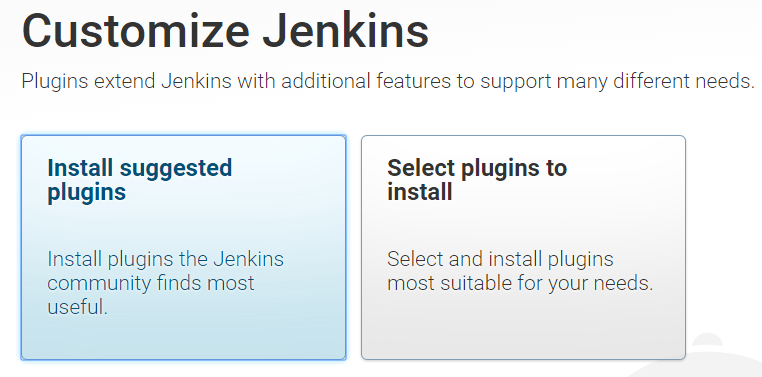 Customize Jenkins
Plugins extend Jenkins with additional features to support many different needs.
Install suggested
plugins
Install plugins the Jenkins
community finds most
useful.
Select plugins to
install
Select and install plugins
most suitable for your needs.